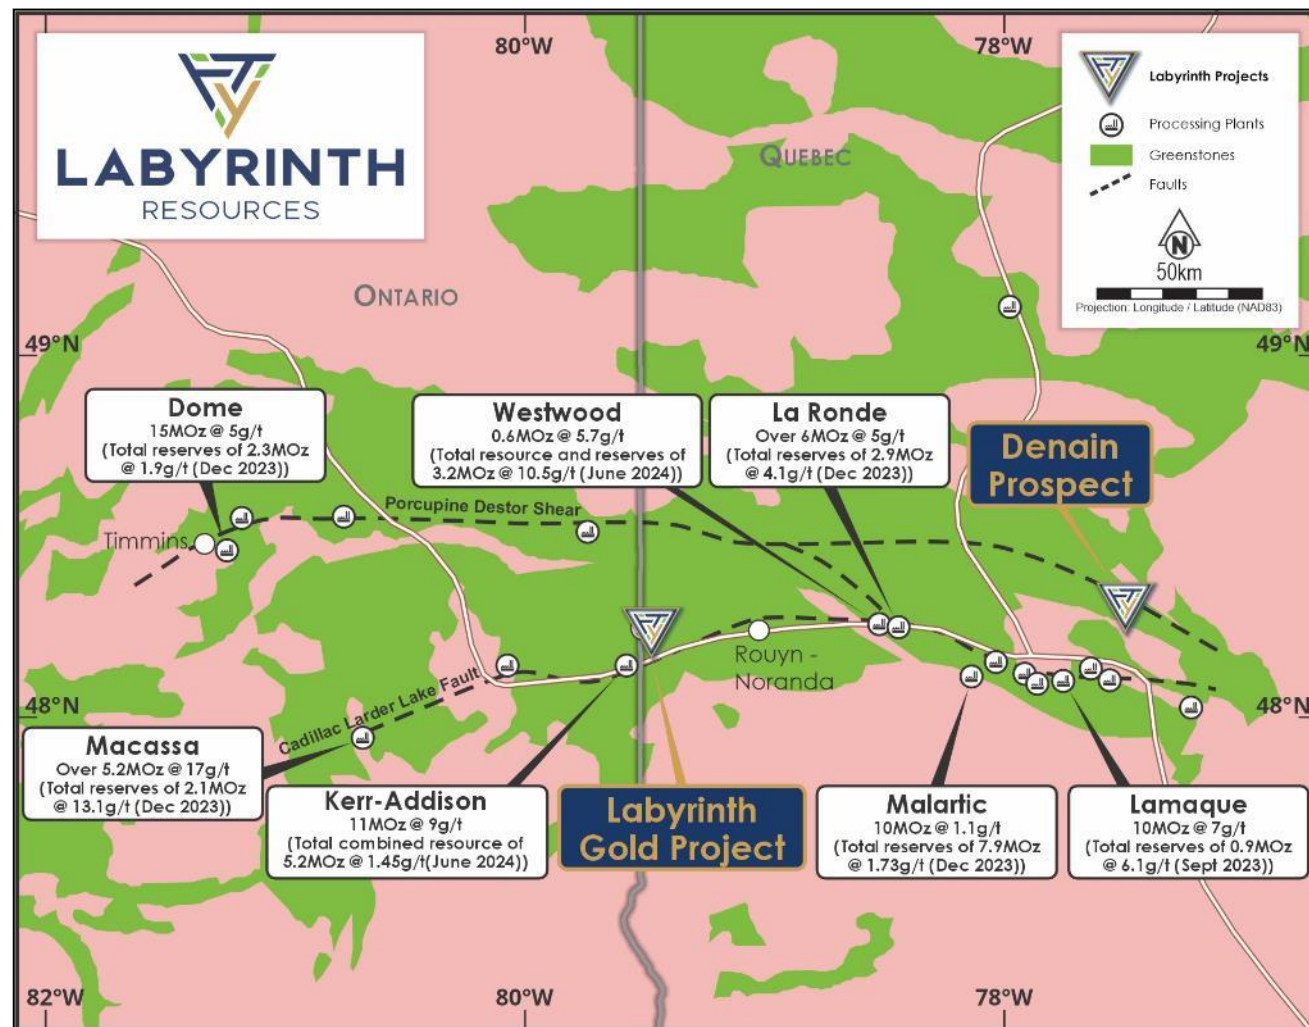 80°W
78°W
LABYRINTH
RESOURCES
Labyrinth Projects
Processing Plants
Greenstones
Faults
N
50km
Projection: Longitude / Latitude (NAD83)
QUEBEC
ONTARIO
49°N
49°N
Dome
15MOz @ 5g/t
(Total reserves of 2.3MOz
@ 1.9g/t (Dec 2023))
Westwood
0.6MOz @ 5.7g/t
(Total resource and reserves of
3.2MOz @ 10.5g/t (June 2024))
La Ronde
Over 6MOz @ 5g/t
(Total reserves of 2.9MOz
@ 4.1g/t (Dec 2023))
Denain
Prospect
Porcupine Destor Shear
Timmins
Rouyn -
Noranda
Cadillac Larder Lake Fault
48°N
48°N
Macassa
Over 5.2MOz @ 17g/t
(Total reserves of 2.1MOz
@ 13.1g/t (Dec 2023))
Kerr-Addison
11MOz @ 9g/t
(Total combined resource of
5.2MOz @ 1.45g/t(June 2024))
Labyrinth
Gold Project
Malartic
10MOz @ 1.1g/t
(Total reserves of 7.9MOz
@ 1.73g/t (Dec 2023))
Lamaque
10MOz @ 7g/t
(Total reserves of 0.9MOz
@ 6.1g/t (Sept 2023))
82°W
80°W
78°W